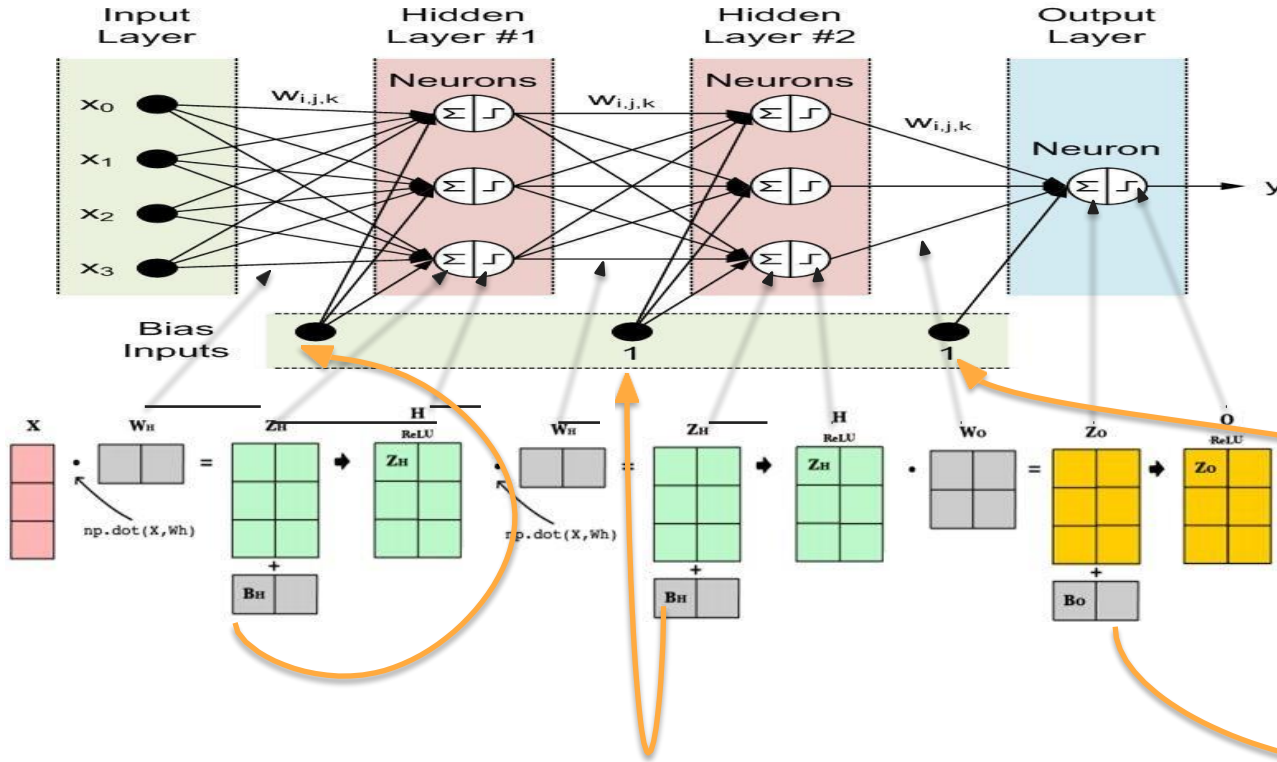 Input
Layer
Hidden
Layer #1
Hidden
Layer #2
Output
Layer
Neurons
Neurons
Neuron
Wi,j,k
Wi,j,k
Wi,j,k
x0
x1
x2
x3
Σ
Σ
Σ
Σ
Σ
Σ
Σ
y
Bias
Inputs
1
1
X
WH
ZH
H
ReLU
WH
ZH
H
ReLU
WO
ZO
O
ReLU
ZH
ZH
ZO
=
=
=
np.dot(X,Wh)
np.dot(X,Wh)
+
+
+
BH
BH
BO